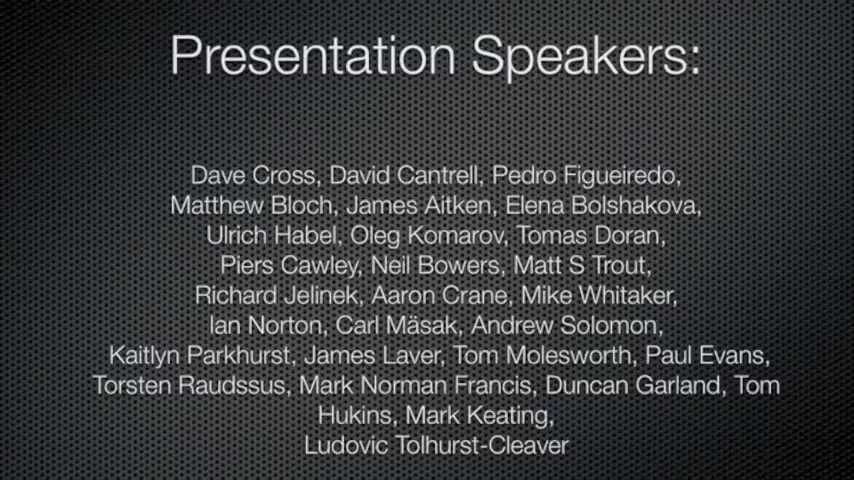 Presentation Speakers:
Dave Cross, David Cantrell, Pedro Figueiredo,
Matthew Bloch, James Aitken, Elena Bolshakova,
Ulrich Habel, Oleg Komarov, Tomas Doran,
Piers Cawley, Neil Bowers, Matt S Trout,
Richard Jelinek, Aaron Crane, Mike Whitaker,
Ian Norton, Carl Mäsak, Andrew Solomon,
Kaitlyn Parkhurst, James Laver, Tom Molesworth, Paul Evans,
Torsten Raudssus, Mark Norman Francis, Duncan Garland, Tom
Hukins, Mark Keating,
Ludovic Tolhurst-Cleaver